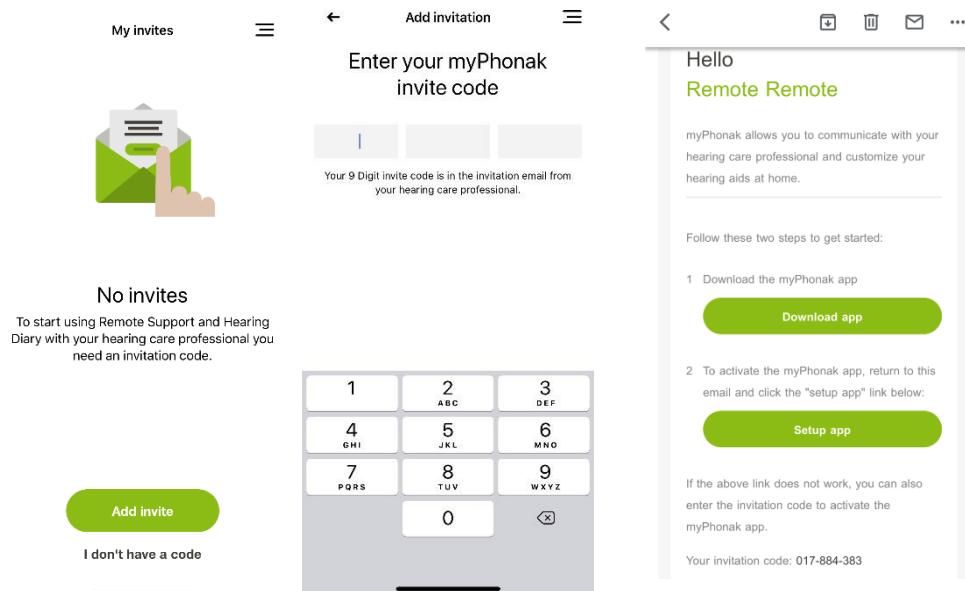 My invites
No invites
To start using Remote Support and Hearing
Diary with your hearing care professional you
need an invitation code.
Add invite
I don't have a code
Add invitation
Enter your myPhonak
invite code
Your 9 Digit invite code is in the invitation email from
your hearing care professional.
1
2
ABC
3
DEF
4
GHI
5
JKL
6
MNO
7
PQRS
8
TUV
9
WXYZ
0
Hello
Remote Remote
myPhonak allows you to communicate with your
hearing care professional and customize your
hearing aids at home.
Follow these two steps to get started:
1 Download the myPhonak app
Download app
2 To activate the myPhonak app, return to this
email and click the "setup app" link below:
Setup app
If the above link does not work, you can also
enter the invitation code to activate the
myPhonak app.
Your invitation code: 017-884-383